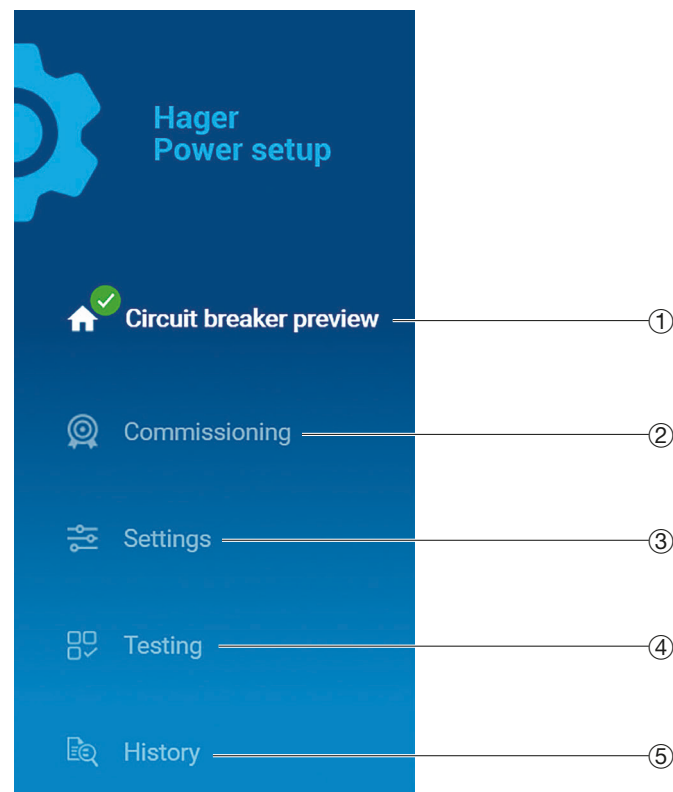 Hager
Power setup
Circuit breaker preview ①
Commissioning ②
Settings ③
Testing ④
History ⑤